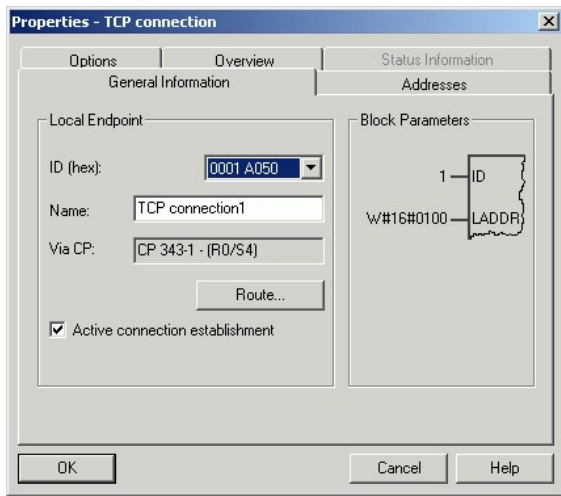 Properties - TCP connection
Options Overview Status Information
General Information Addresses
Local Endpoint
ID (hex): 0001 A050
Name: TCP connection1
Via CP: CP 343-1 - (R0/S4)
Route...
Active connection establishment
Block Parameters
1 ID
W#16#0100 LADDR
OK Cancel Help